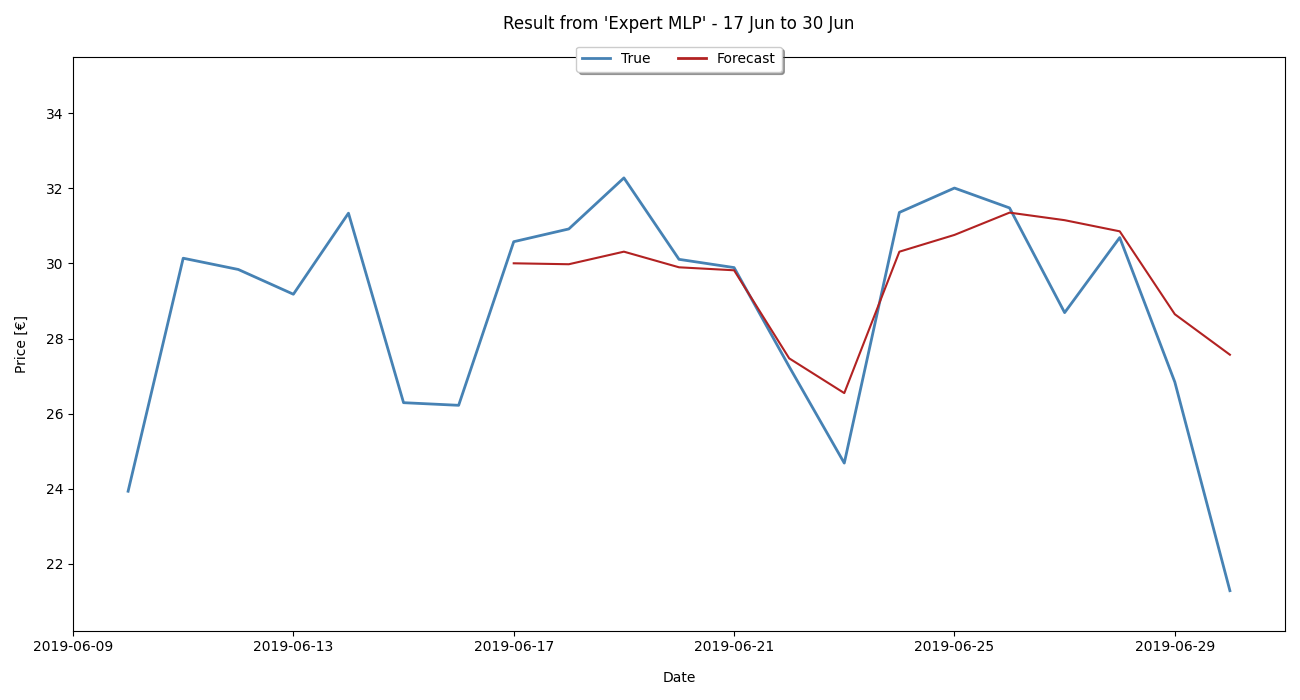 Result from 'Expert MLP' - 17 Jun to 30 Jun
True Forecast
Price [€]
34
32
30
28
26
24
22
2019-06-09 2019-06-13 2019-06-17 2019-06-21 2019-06-25 2019-06-29
Date